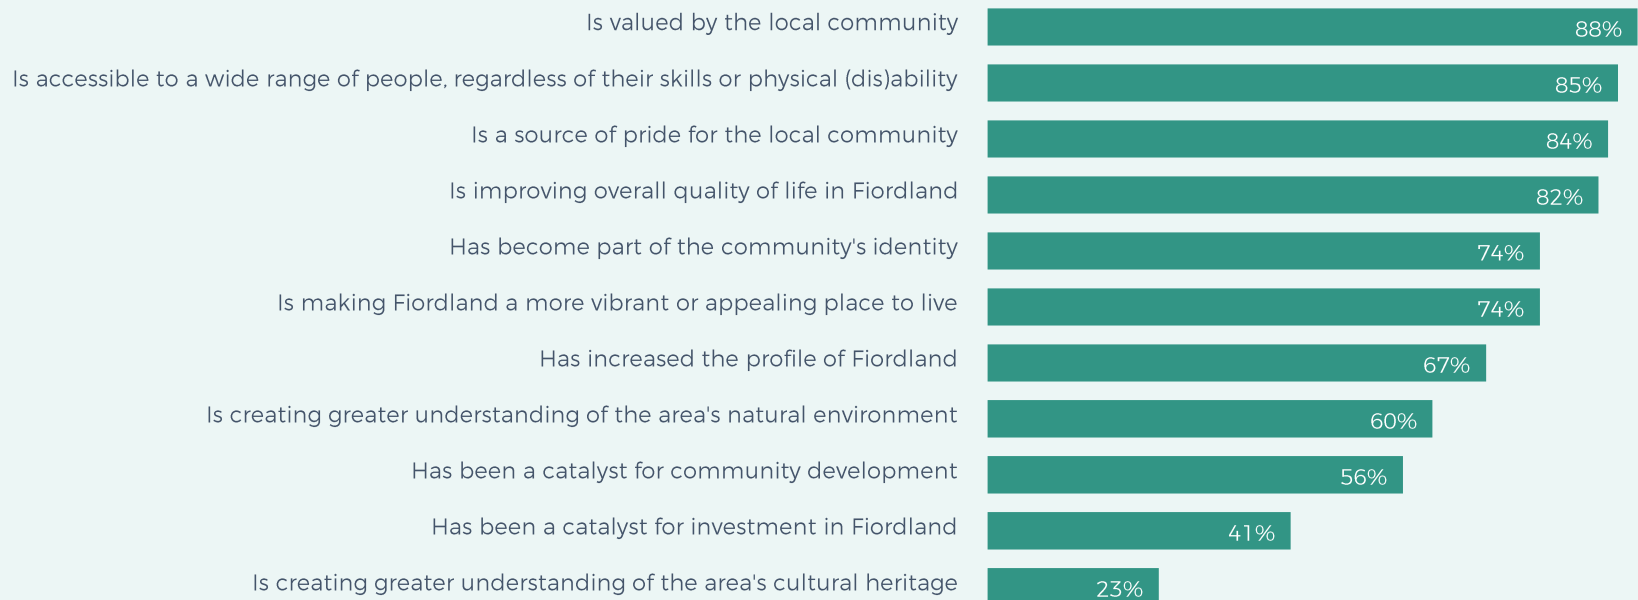 Is valued by the local community 88%
Is accessible to a wide range of people, regardless of their skills or physical (dis)ability 85%
Is a source of pride for the local community 84%
Is improving overall quality of life in Fiordland 82%
Has become part of the community's identity 74%
Is making Fiordland a more vibrant or appealing place to live 74%
Has increased the profile of Fiordland 67%
Is creating greater understanding of the area's natural environment 60%
Has been a catalyst for community development 56%
Has been a catalyst for investment in Fiordland 41%
Is creating greater understanding of the area's cultural heritage 23%